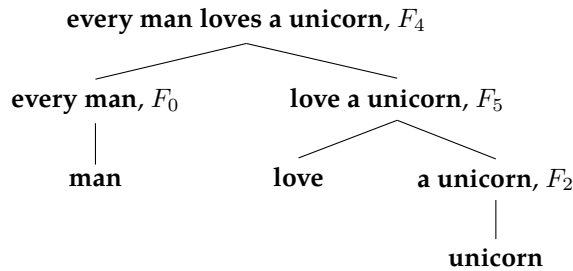 every man loves a unicorn, F₄
every man, F₀ love a unicorn, F₅
man love a unicorn, F₂
unicorn